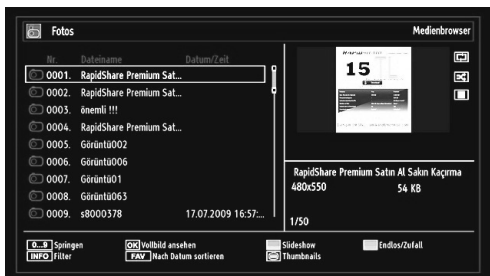 Fotos
Medienbrowser
Nr. Dateiname Datum/Zeit
0001. RapidShare Premium Sat...
0002. RapidShare Premium Sat...
0003. önemli !!!
0004. RapidShare Premium Sat...
0005. Görüntü002
0006. Görüntü006
0007. Görüntü01
0008. Görüntü063
0009. s8000378 17.07.2009 16:57:...
15
RapidShare Premium Satın Al Sakın Kaçırma
480x550 54 KB
1/50
0...9 Springen OK Vollbild ansehen Slideshow Endlos/Zufall
INFO Filter FAV Nach Datum sortieren Thumbnails